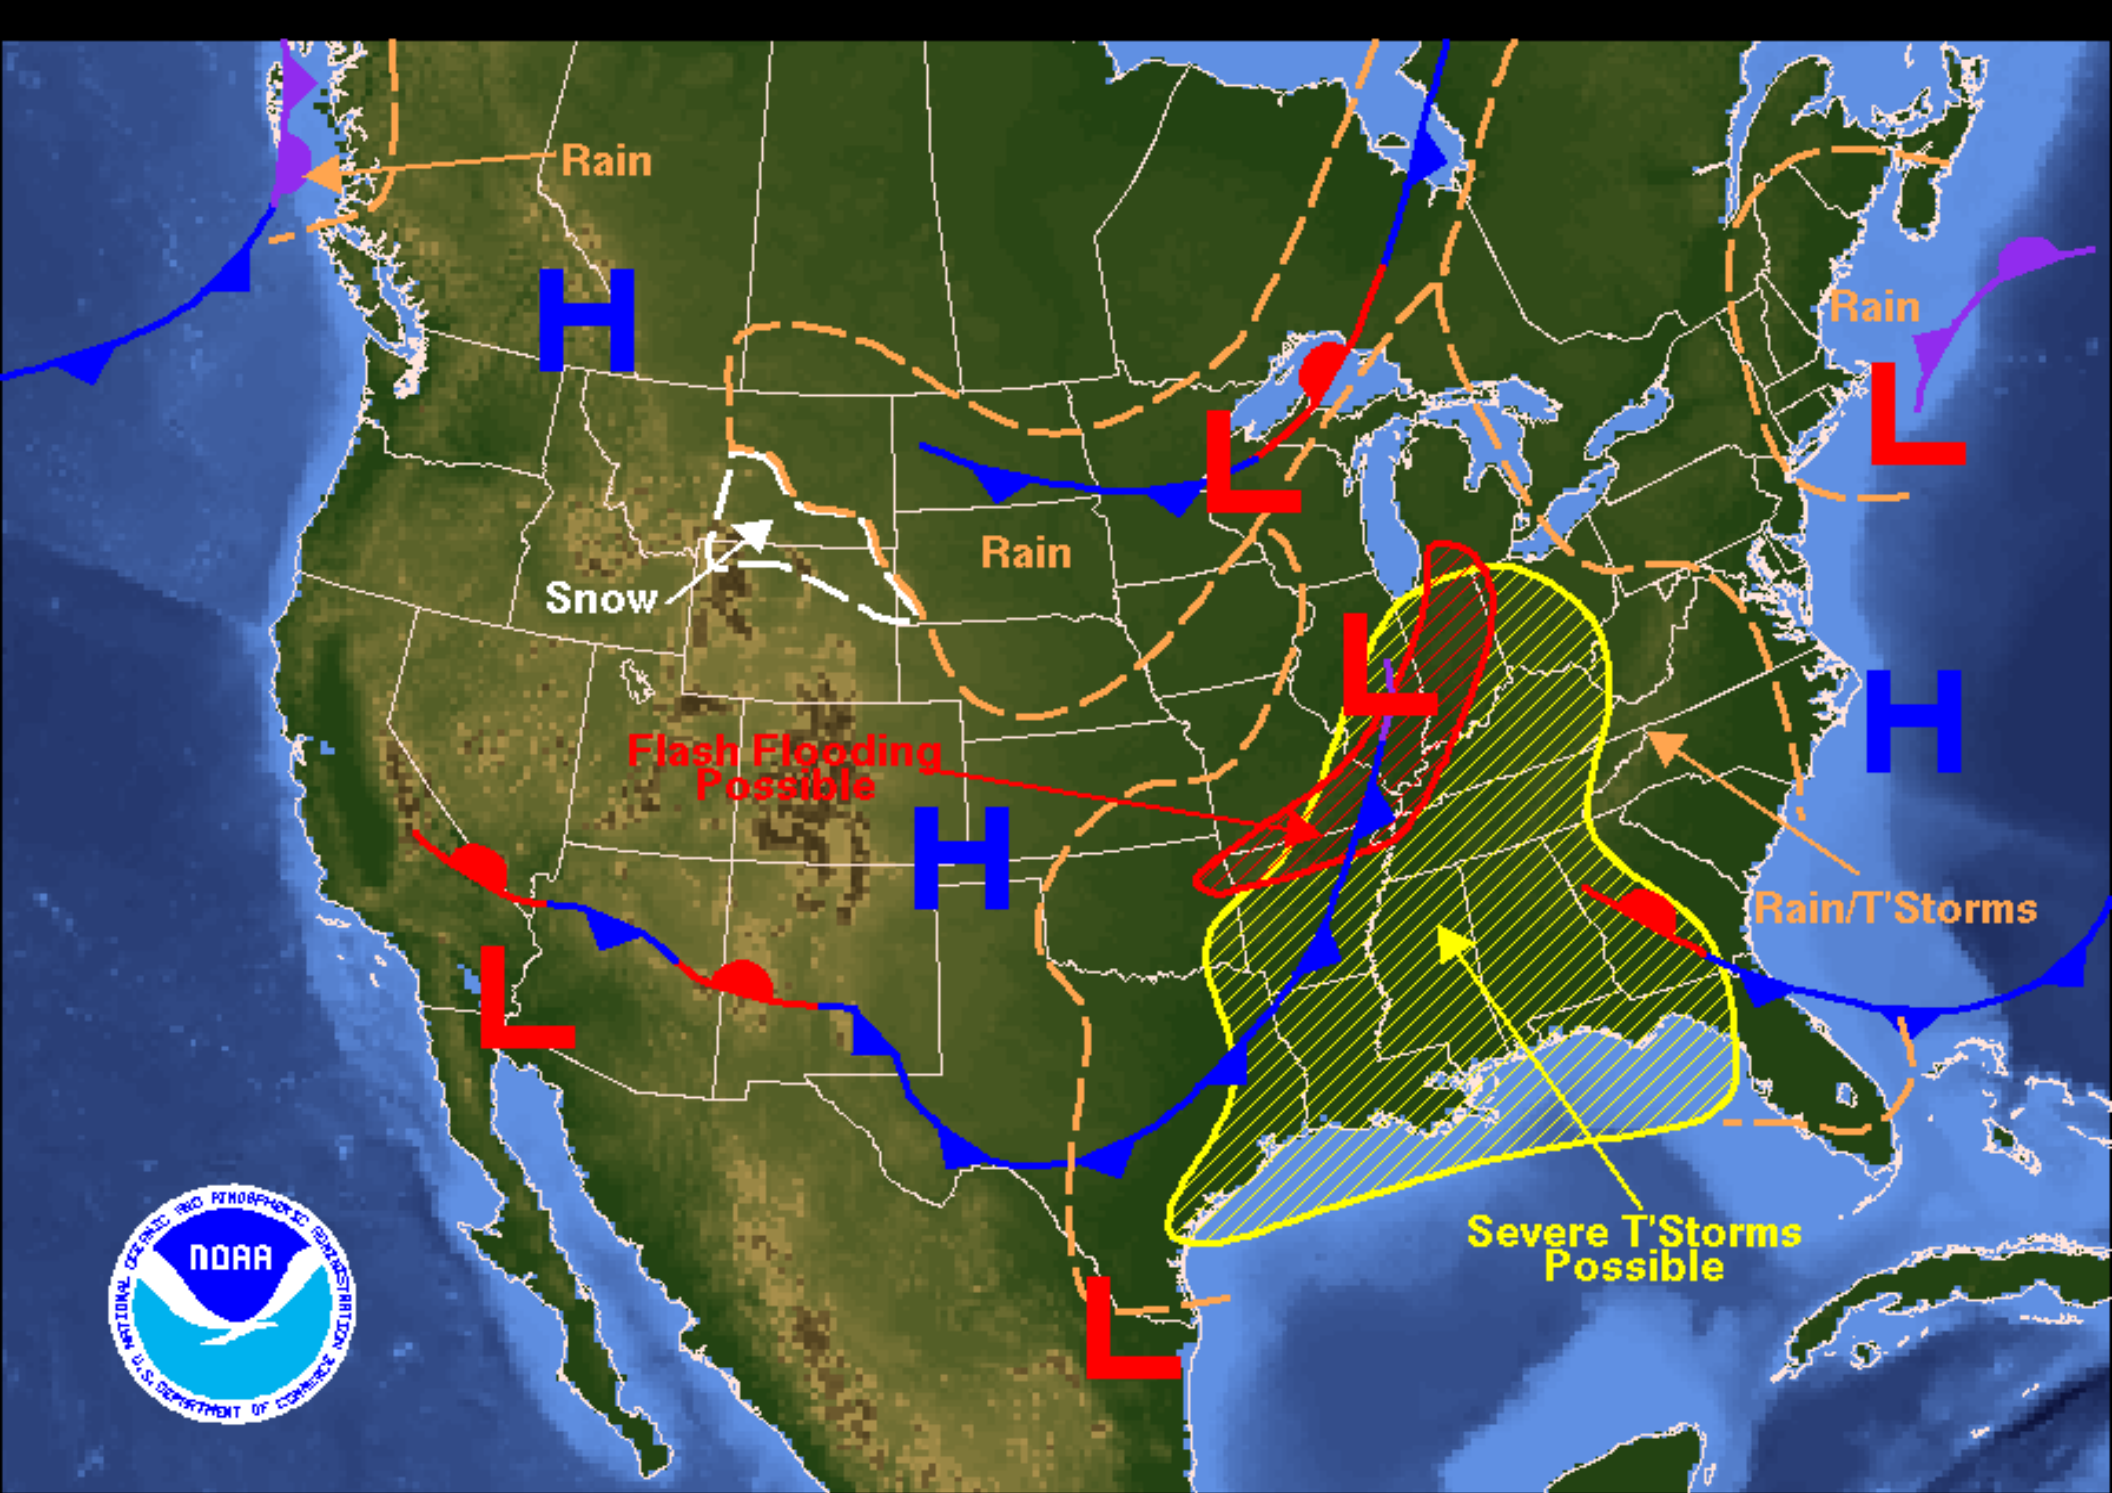 Rain
H
Rain
L
L
Rain
Snow
L
H
Flash Flooding
Possible
H
Rain/T'Storms
L
NATIONAL OCEANIC AND ATMOSPHERIC ADMINISTRATION
NOAA
U.S. DEPARTMENT OF COMMERCE
Severe T'Storms
Possible
L